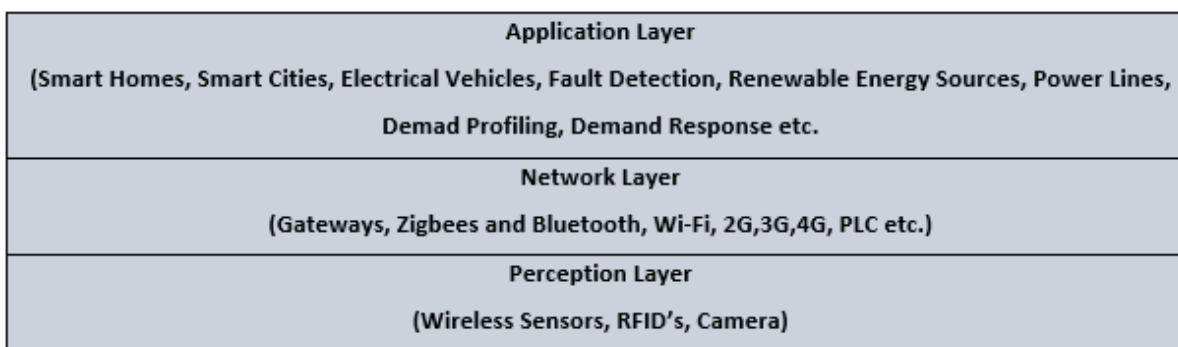 Application Layer
(Smart Homes, Smart Cities, Electrical Vehicles, Fault Detection, Renewable Energy Sources, Power Lines,
Demad Profiling, Demand Response etc.
Network Layer
(Gateways, Zigbees and Bluetooth, Wi-Fi, 2G,3G,4G, PLC etc.)
Perception Layer
(Wireless Sensors, RFID’s, Camera)